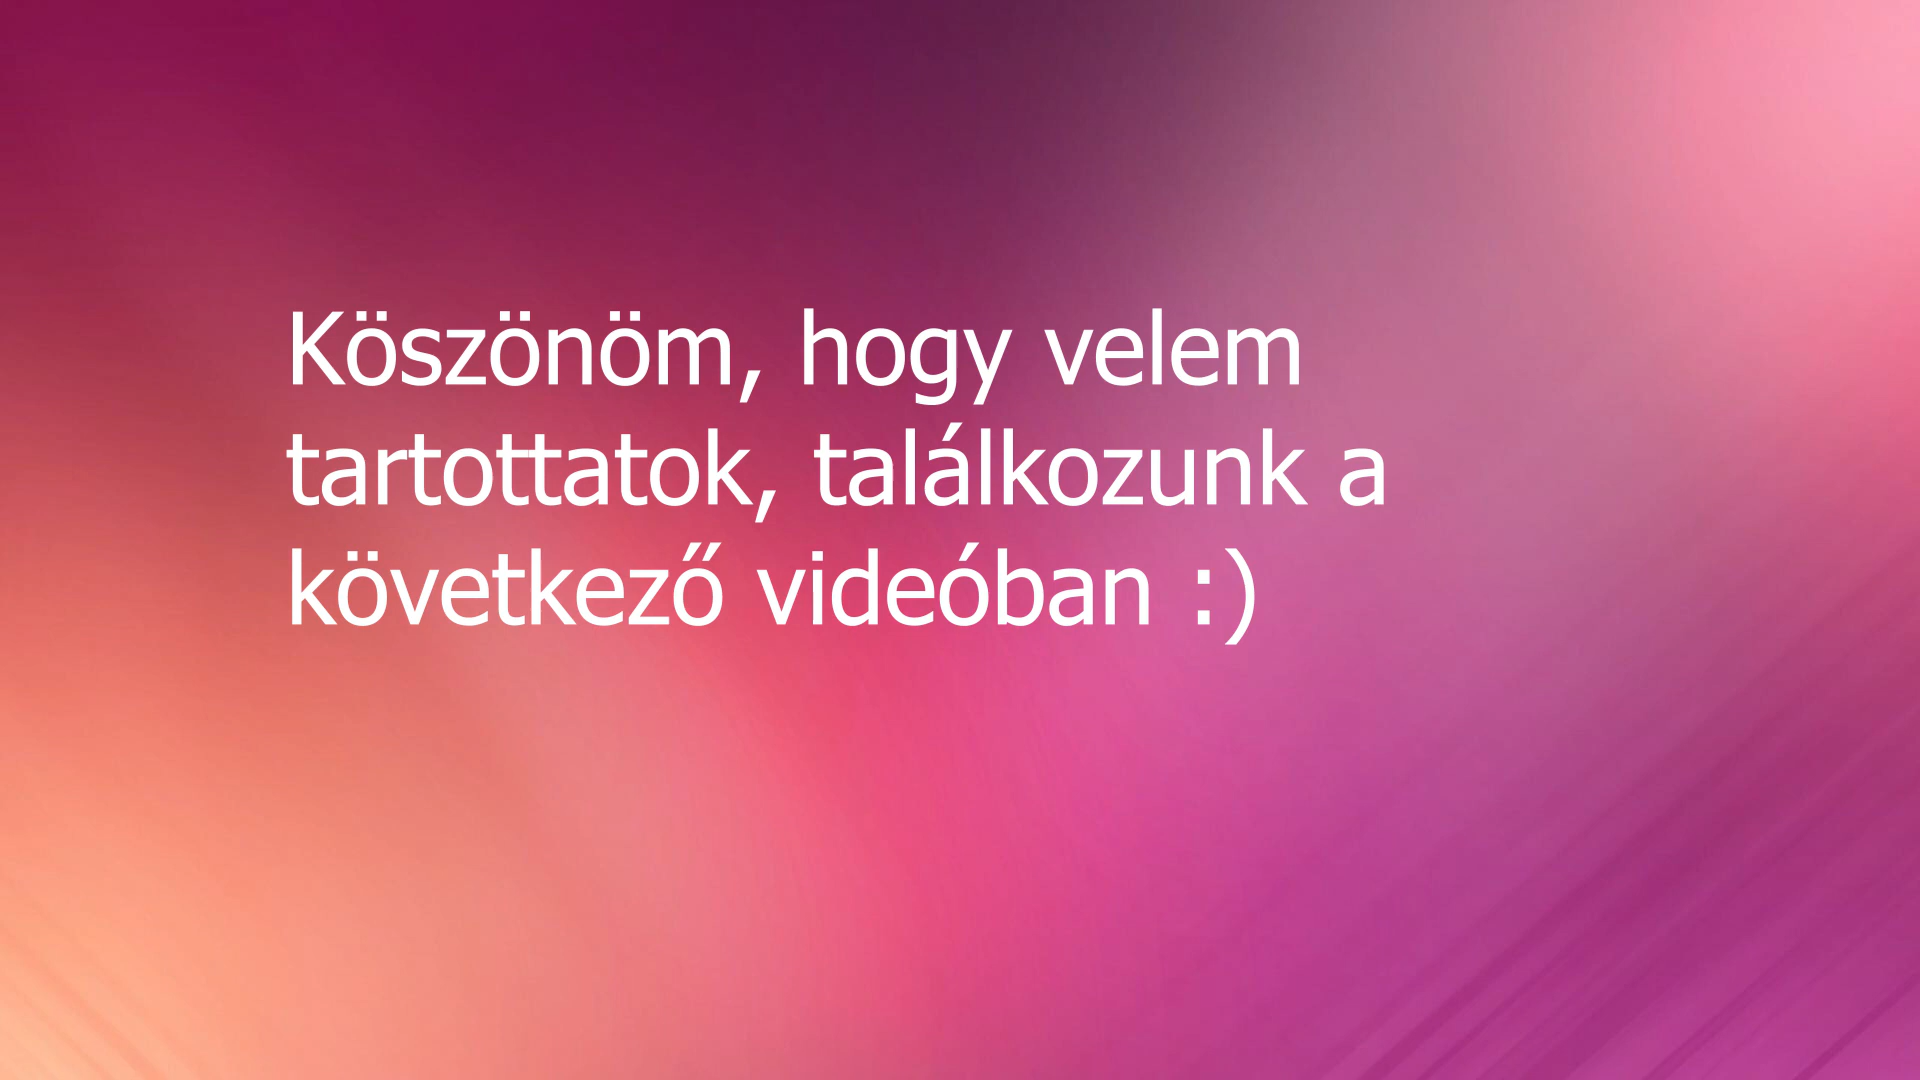 Köszönöm, hogy velem
tartottatok, találkozunk a
következő videóban :)